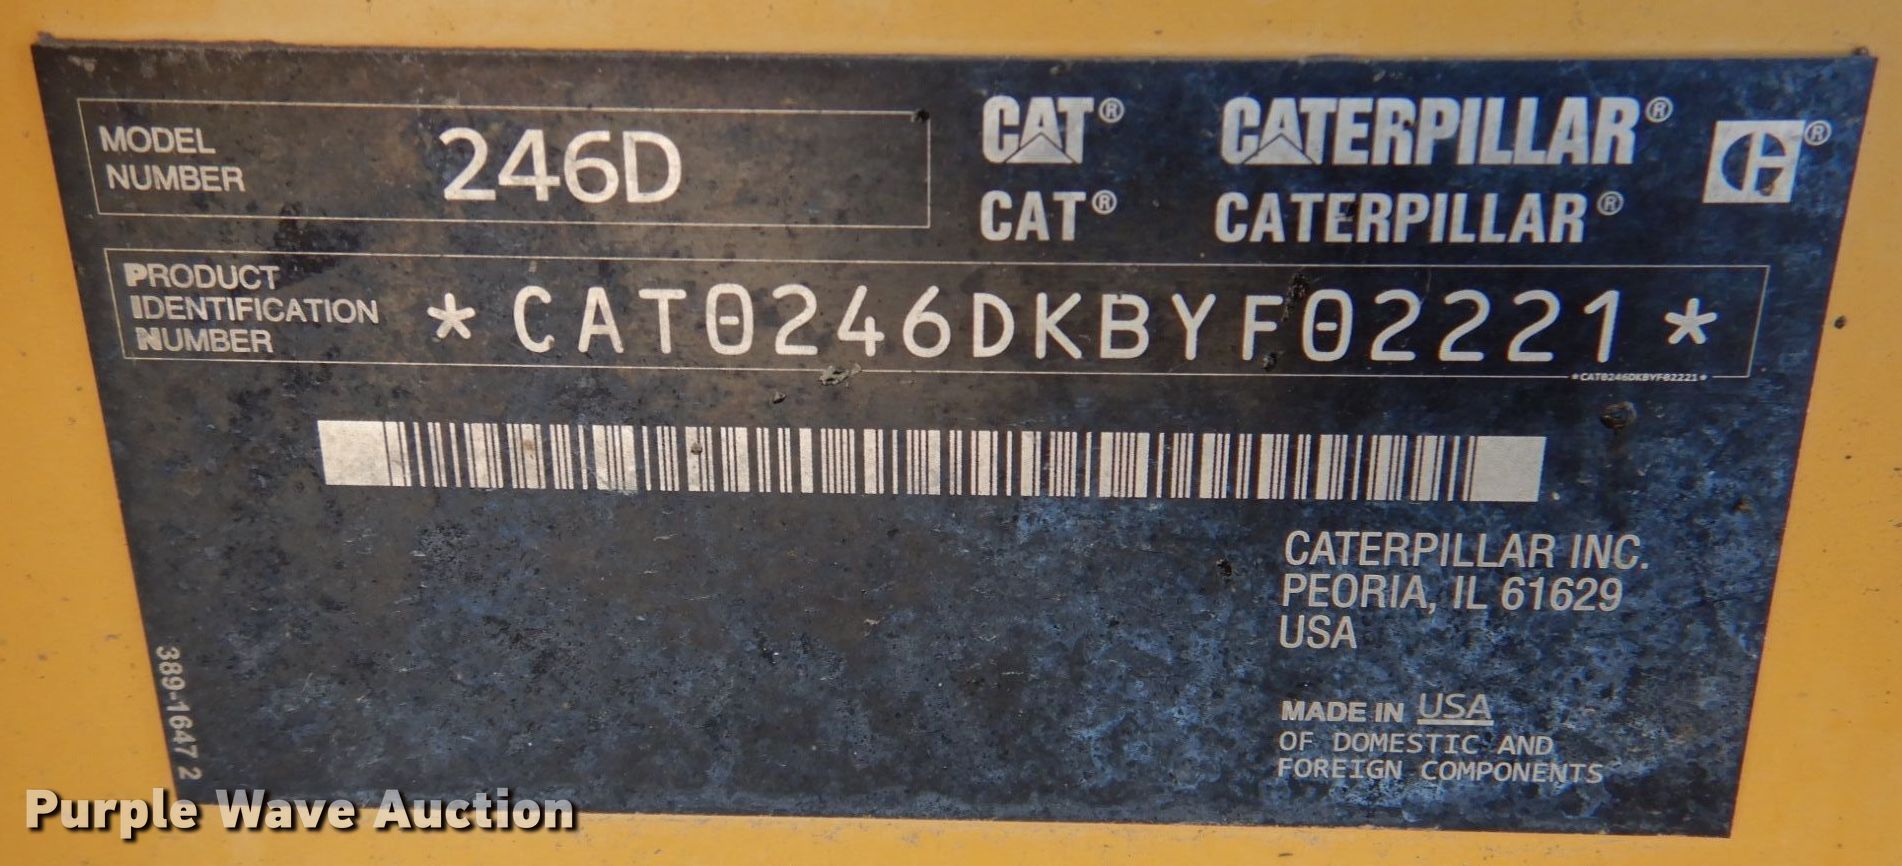 MODEL
NUMBER
246D
CAT® CATERPILLAR® ®
CAT® CATERPILLAR®
PRODUCT
IDENTIFICATION
NUMBER
*CAT0246DKBYF02221*
*CAT0246DKBYF02221*
CATERPILLAR INC.
PEORIA, IL 61629
USA
MADE IN USA
OF DOMESTIC AND
FOREIGN COMPONENTS
389-1647 2
Purple Wave Auction